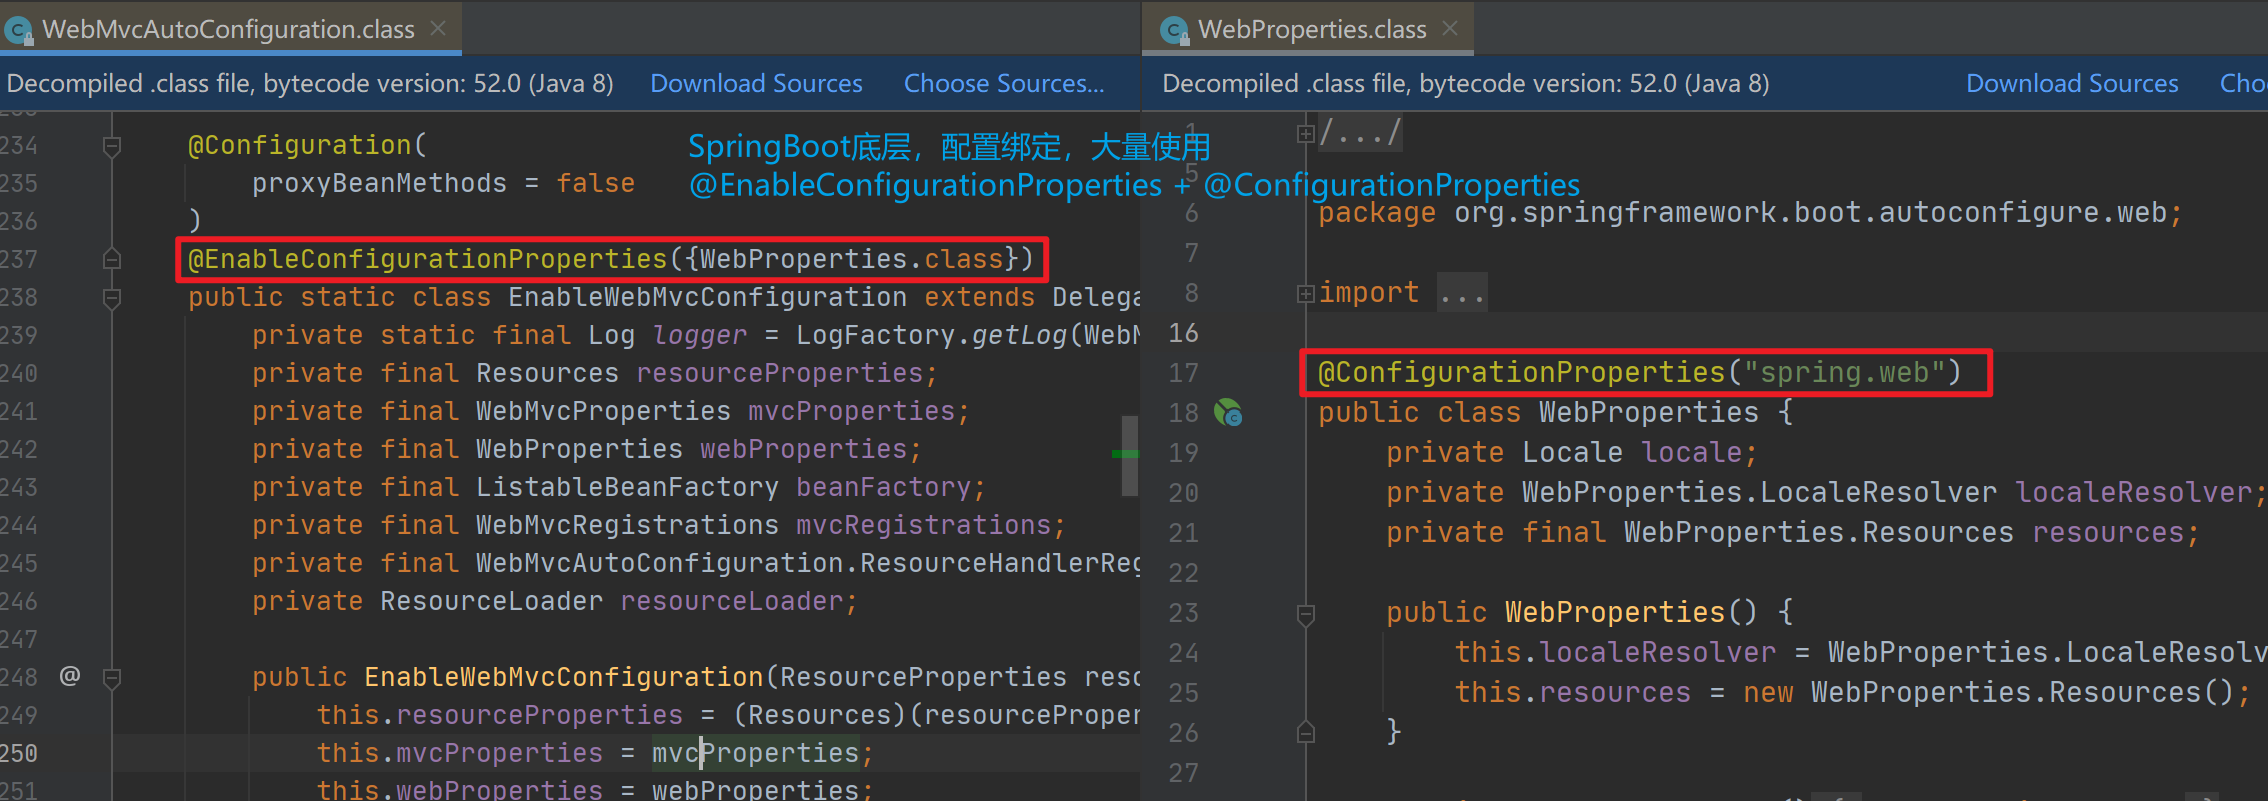 WebMvcAutoConfiguration.class
Decompiled .class file, bytecode version: 52.0 (Java 8) Download Sources Choose Sources...
234 @Configuration(
235 proxyBeanMethods = false
236 )
237 @EnableConfigurationProperties({WebProperties.class})
238 public static class EnableWebMvcConfiguration extends Delega
239 private static final Log logger = LogFactory.getLog(WebM
240 private final Resources resourceProperties;
241 private final WebMvcProperties mvcProperties;
242 private final WebProperties webProperties;
243 private final ListableBeanFactory beanFactory;
244 private final WebMvcRegistrations mvcRegistrations;
245 private final WebMvcAutoConfiguration.ResourceHandlerReg
246 private ResourceLoader resourceLoader;
247
248 @ public EnableWebMvcConfiguration(ResourceProperties reso
249 this.resourceProperties = (Resources)(resourceProper
250 this.mvcProperties = mvcProperties;
251 this.webProperties = webProperties;
SpringBoot底层，配置绑定，大量使用
@EnableConfigurationProperties + @ConfigurationProperties
WebProperties.class
Decompiled .class file, bytecode version: 52.0 (Java 8) Download Sources Choo
1 /.../
5
6 package org.springframework.boot.autoconfigure.web;
7
8 import ...
16
17 @ConfigurationProperties("spring.web")
18 public class WebProperties {
19 private Locale locale;
20 private WebProperties.LocaleResolver localeResolver;
21 private final WebProperties.Resources resources;
22
23 public WebProperties() {
24 this.localeResolver = WebProperties.LocaleResolv
25 this.resources = new WebProperties.Resources();
26 }
27